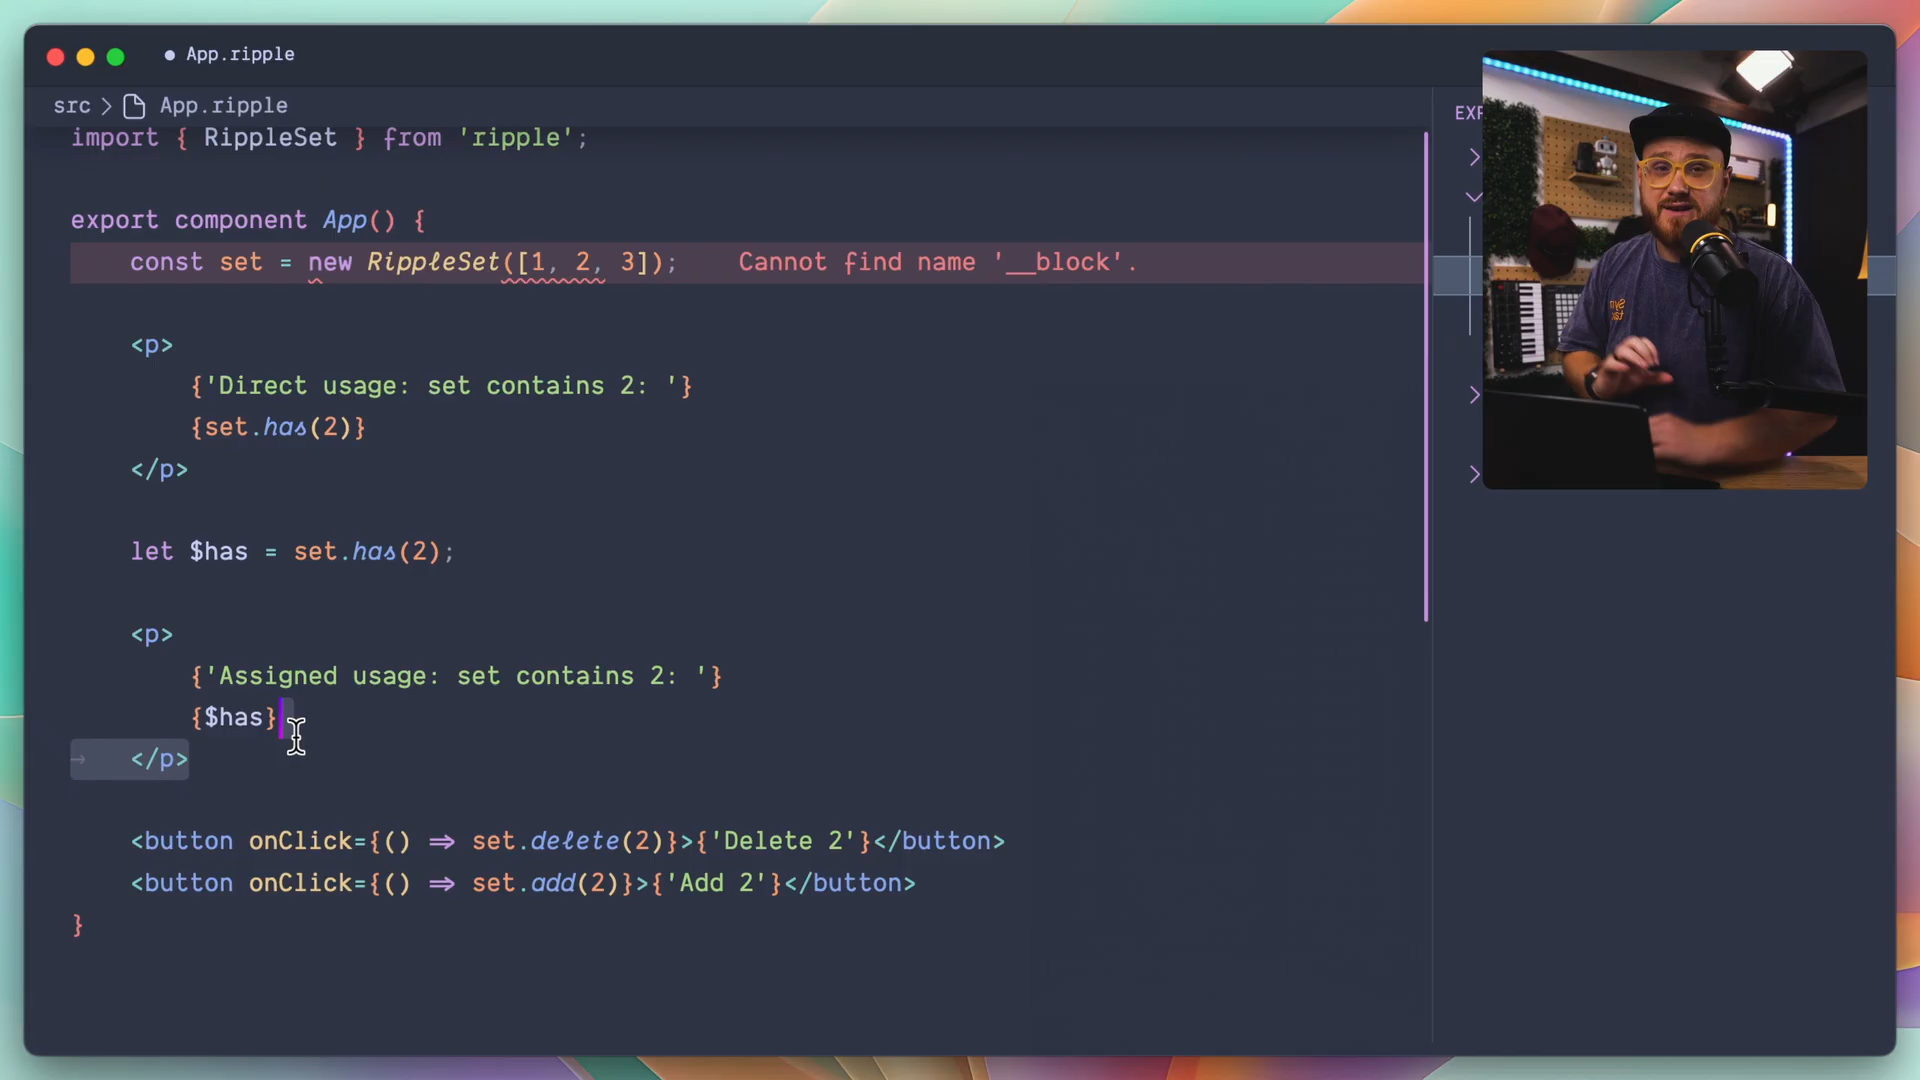 App.ripple
src > App.ripple
EXP
import { RippleSet } from 'ripple';
export component App() {
const set = new RippleSet([1, 2, 3]); Cannot find name '__block'.
<p>
{'Direct usage: set contains 2: '}
{set.has(2)}
</p>
let $has = set.has(2);
<p>
{'Assigned usage: set contains 2: '}
{$has}
</p>
<button onClick={() => set.delete(2)}>{'Delete 2'}</button>
<button onClick={() => set.add(2)}>{'Add 2'}</button>
}